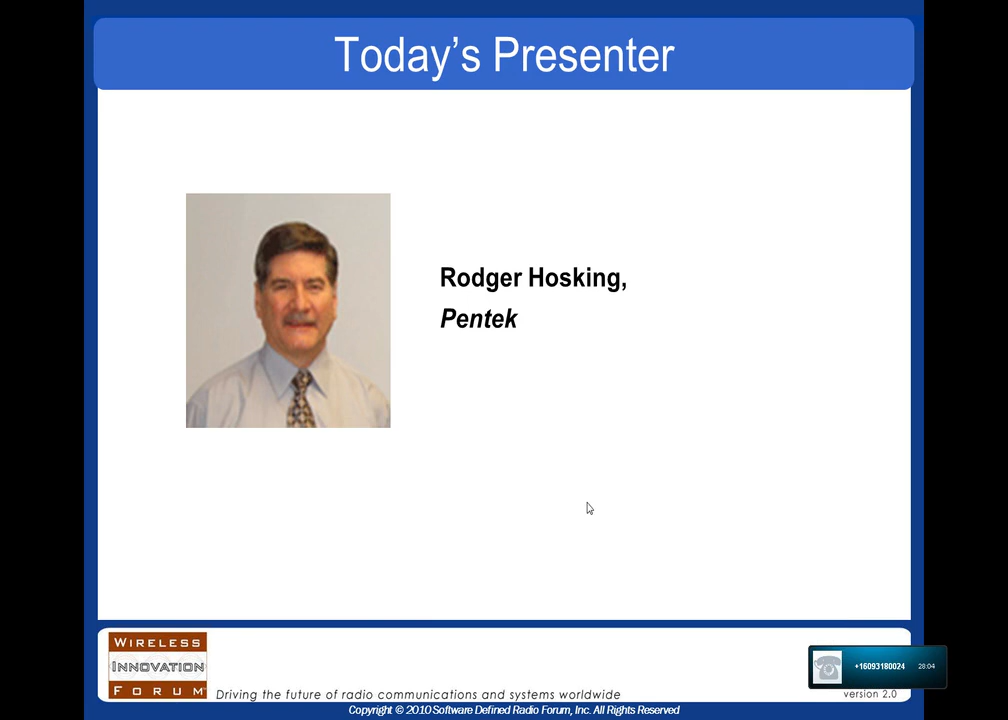 Today’s Presenter
Rodger Hosking,
Pentek
WIRELESS
INNOVATION
FORUM
Driving the future of radio communications and systems worldwide
+16093180024 28:04
version 2.0
Copyright © 2010 Software Defined Radio Forum, Inc. All Rights Reserved